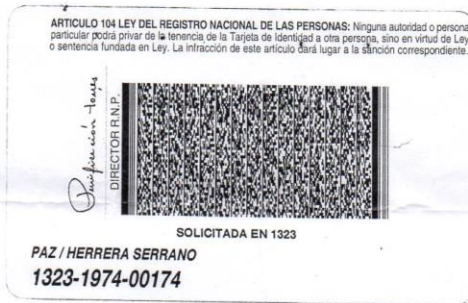 ARTICULO 104 LEY DEL REGISTRO NACIONAL DE LAS PERSONAS: Ninguna autoridad o persona
particular podrá privar de la tenencia de la Tarjeta de Identidad a otra persona, sino en virtud de Ley
o sentencia fundada en Ley. La infracción de este artículo dará lugar a la sanción correspondiente.
DIRECTOR R.N.P.
SOLICITADA EN 1323
PAZ / HERRERA SERRANO
1323-1974-00174